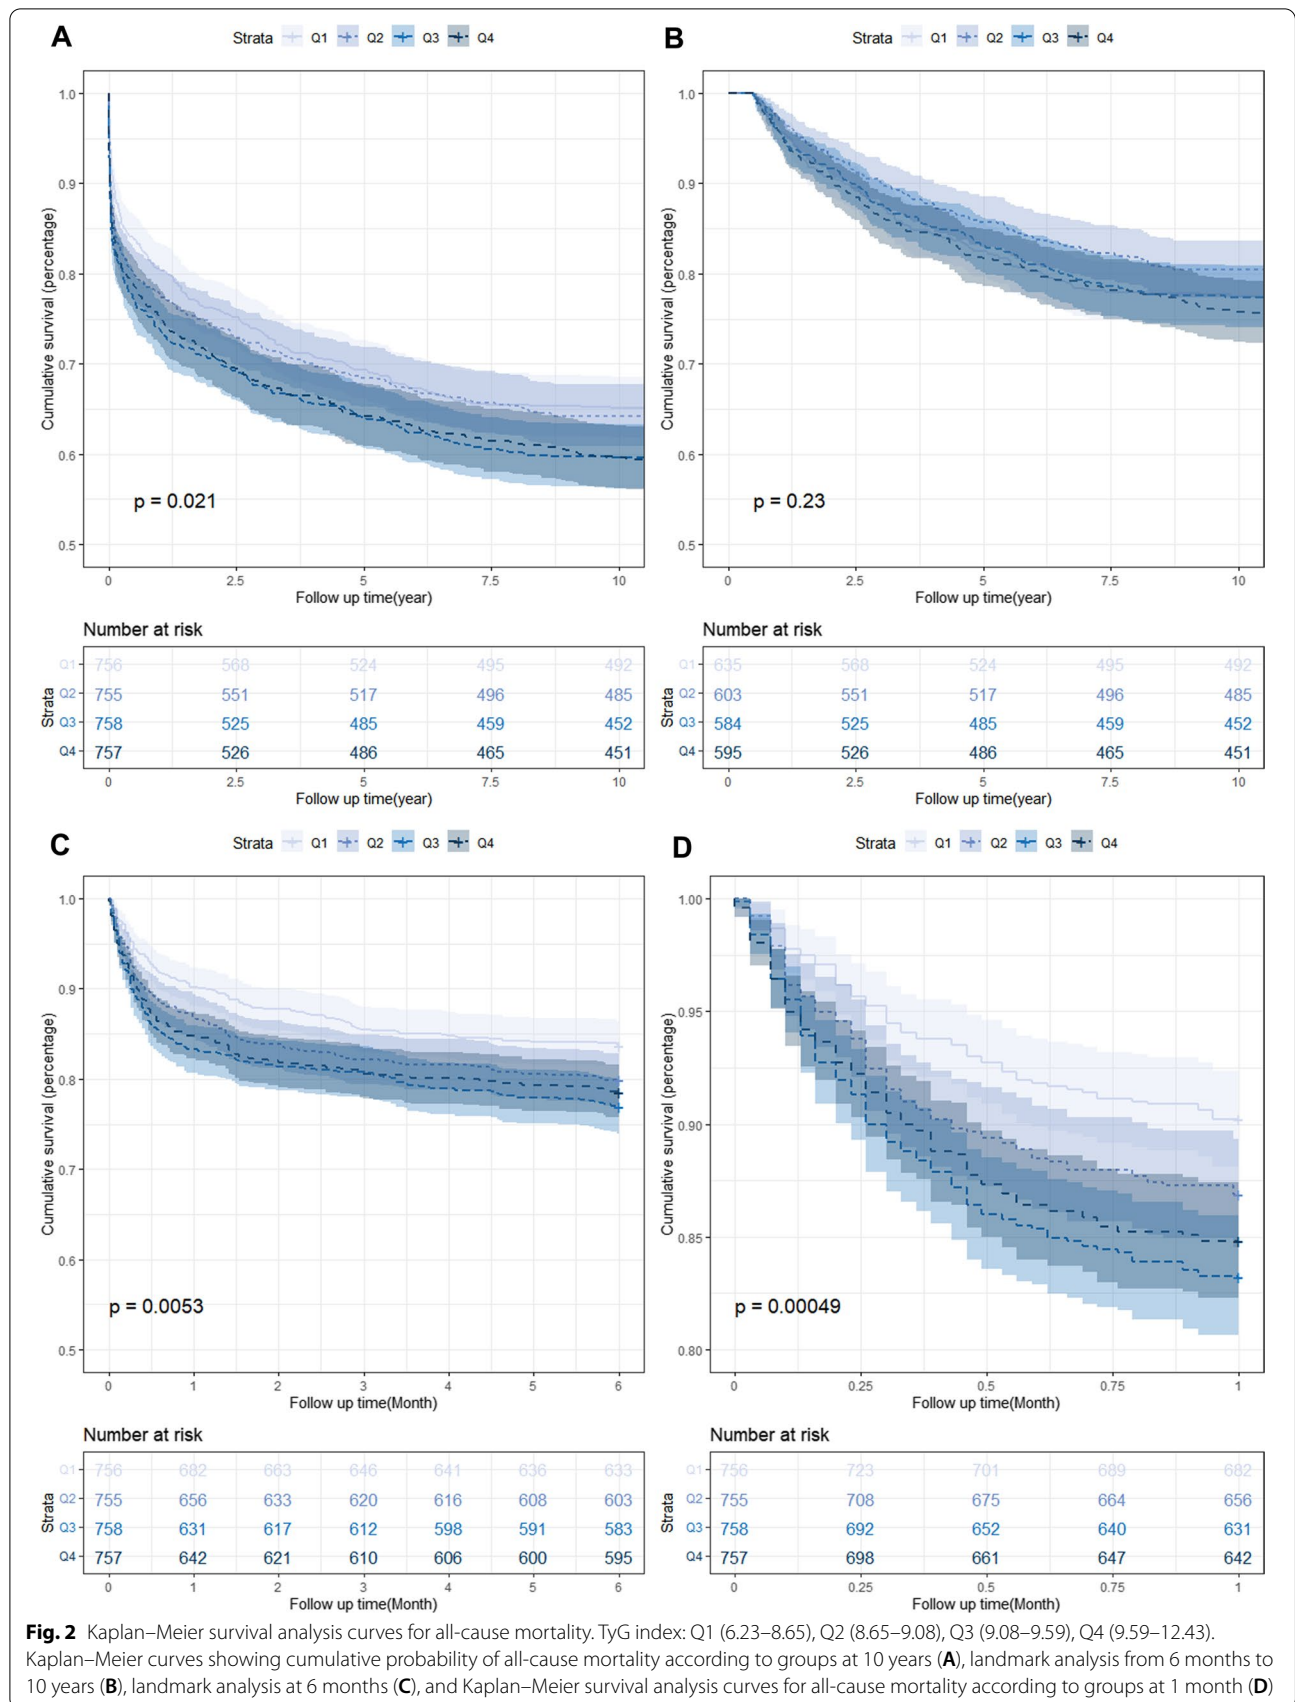 A Strata Q1 Q2 Q3 Q4
1.0
0.9
0.8
0.7
0.6
0.5
Cumulative survival (percentage)
p = 0.021
0 2.5 5 7.5 10
Follow up time(year)
Number at risk
Strata
Q1 756 568 524 495 492
Q2 755 551 517 496 485
Q3 758 525 485 459 452
Q4 757 526 486 465 451
0 2.5 5 7.5 10
Follow up time(year)
B Strata Q1 Q2 Q3 Q4
1.0
0.9
0.8
0.7
0.6
0.5
Cumulative survival (percentage)
p = 0.23
0 2.5 5 7.5 10
Follow up time(year)
Number at risk
Strata
Q1 635 568 524 495 492
Q2 603 551 517 496 485
Q3 584 525 485 459 452
Q4 595 526 486 465 451
0 2.5 5 7.5 10
Follow up time(year)
C Strata Q1 Q2 Q3 Q4
1.0
0.9
0.8
0.7
0.6
0.5
Cumulative survival (percentage)
p = 0.0053
0 1 2 3 4 5 6
Follow up time(Month)
Number at risk
Strata
Q1 756 682 663 646 641 636 633
Q2 755 656 633 620 616 608 603
Q3 758 631 617 612 598 591 583
Q4 757 642 621 610 606 600 595
0 1 2 3 4 5 6
Follow up time(Month)
D Strata Q1 Q2 Q3 Q4
1.00
0.95
0.90
0.85
0.80
Cumulative survival (percentage)
p = 0.00049
0 0.25 0.5 0.75 1
Follow up time(Month)
Number at risk
Strata
Q1 756 723 701 689 682
Q2 755 708 675 664 656
Q3 758 692 652 640 631
Q4 757 698 661 647 642
0 0.25 0.5 0.75 1
Follow up time(Month)
Fig. 2 Kaplan–Meier survival analysis curves for all-cause mortality. TyG index: Q1 (6.23–8.65), Q2 (8.65–9.08), Q3 (9.08–9.59), Q4 (9.59–12.43).
Kaplan–Meier curves showing cumulative probability of all-cause mortality according to groups at 10 years (A), landmark analysis from 6 months to
10 years (B), landmark analysis at 6 months (C), and Kaplan–Meier survival analysis curves for all-cause mortality according to groups at 1 month (D)